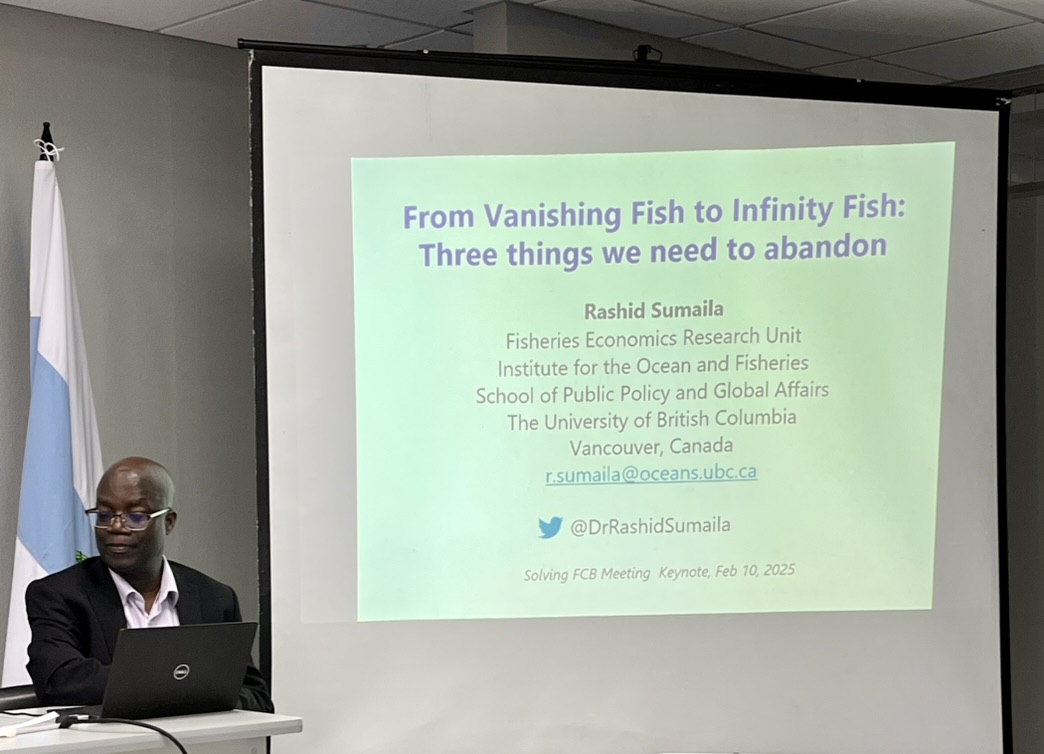 From Vanishing Fish to Infinity Fish:
Three things we need to abandon
Rashid Sumaila
Fisheries Economics Research Unit
Institute for the Ocean and Fisheries
School of Public Policy and Global Affairs
The University of British Columbia
Vancouver, Canada
r.sumaila@oceans.ubc.ca
@DrRashidSumaila
Solving FCB Meeting Keynote, Feb 10, 2025
DELL